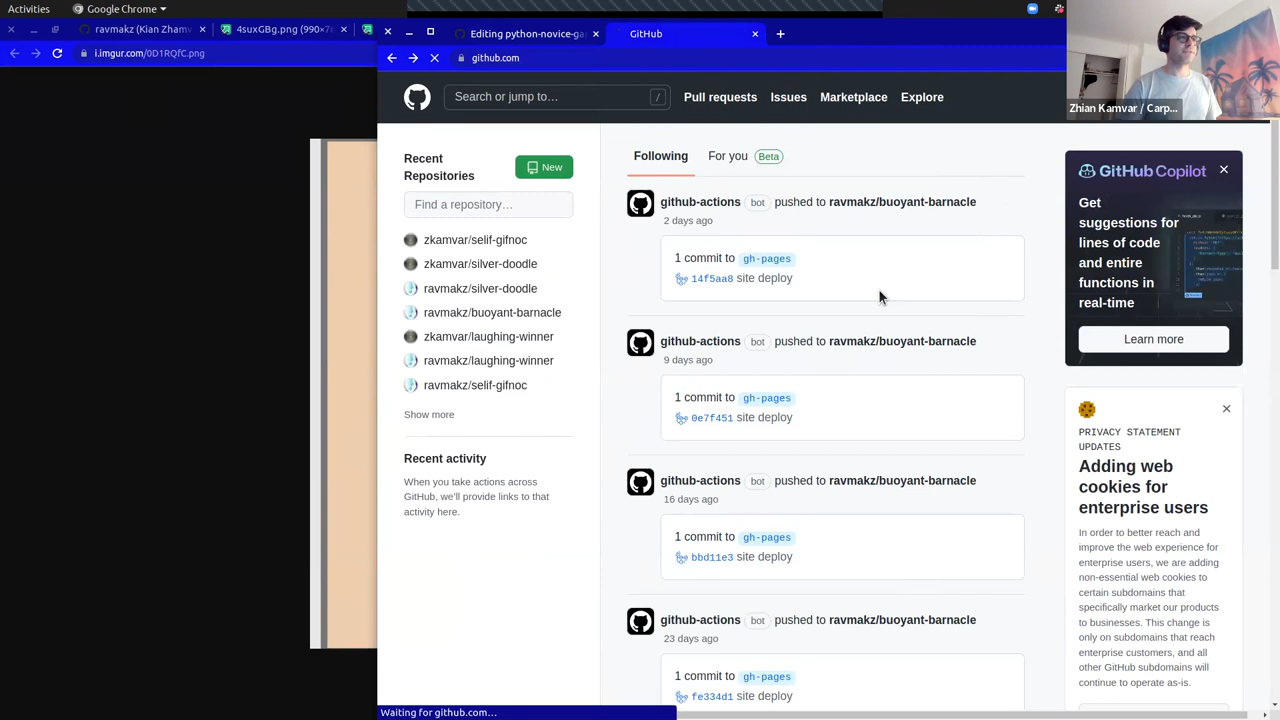 Activities
Google Chrome
ravmakz (Kian Zhamv
4suxGBg.png (990×76
i.imgur.com/0D1RQfC.png
Editing python-novice-ga
GitHub
github.com
Search or jump to…
/
Pull requests
Issues
Marketplace
Explore
Zhian Kamvar / Carp...
Recent Repositories
New
Find a repository…
zkamvar/selif-gifnoc
zkamvar/silver-doodle
ravmakz/silver-doodle
ravmakz/buoyant-barnacle
zkamvar/laughing-winner
ravmakz/laughing-winner
ravmakz/selif-gifnoc
Show more
Recent activity
When you take actions across
GitHub, we'll provide links to that
activity here.
Following
For you
Beta
github-actions bot pushed to ravmakz/buoyant-barnacle
2 days ago
1 commit to gh-pages
14f5aa8 site deploy
github-actions bot pushed to ravmakz/buoyant-barnacle
9 days ago
1 commit to gh-pages
0e7f451 site deploy
github-actions bot pushed to ravmakz/buoyant-barnacle
16 days ago
1 commit to gh-pages
bbd11e3 site deploy
github-actions bot pushed to ravmakz/buoyant-barnacle
23 days ago
1 commit to gh-pages
fe334d1 site deploy
GitHub Copilot
Get
suggestions for
lines of code
and entire
functions in
real-time
Learn more
PRIVACY STATEMENT
UPDATES
Adding web
cookies for
enterprise users
In order to better reach and
improve the web experience for
enterprise users, we are adding
non-essential web cookies to
certain subdomains that
specifically market our products
to businesses. This change is
only on subdomains that reach
enterprise customers, and all
other GitHub subdomains will
continue to operate as-is.
Waiting for github.com...